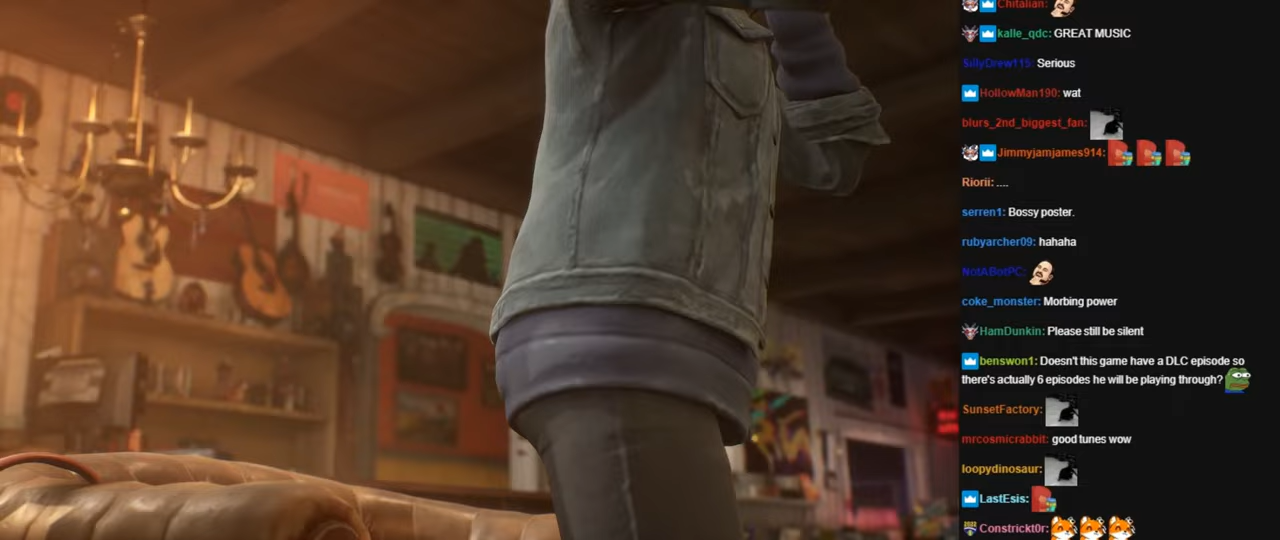 Chitalian:
kalle_qdc: GREAT MUSIC
SillyDrew115: Serious
HollowMan190: wat
blurs_2nd_biggest_fan:
Jimmyjamjames914:
Riorii: ....
serren1: Bossy poster.
rubyarcher09: hahaha
NotABotPC:
coke_monster: Morbing power
HamDunkin: Please still be silent
benswon1: Doesn't this game have a DLC episode so
there's actually 6 episodes he will be playing through?
SunsetFactory:
mrcosmicrabbit: good tunes wow
loopydinosaur:
LastEsis:
Constrickt0r: